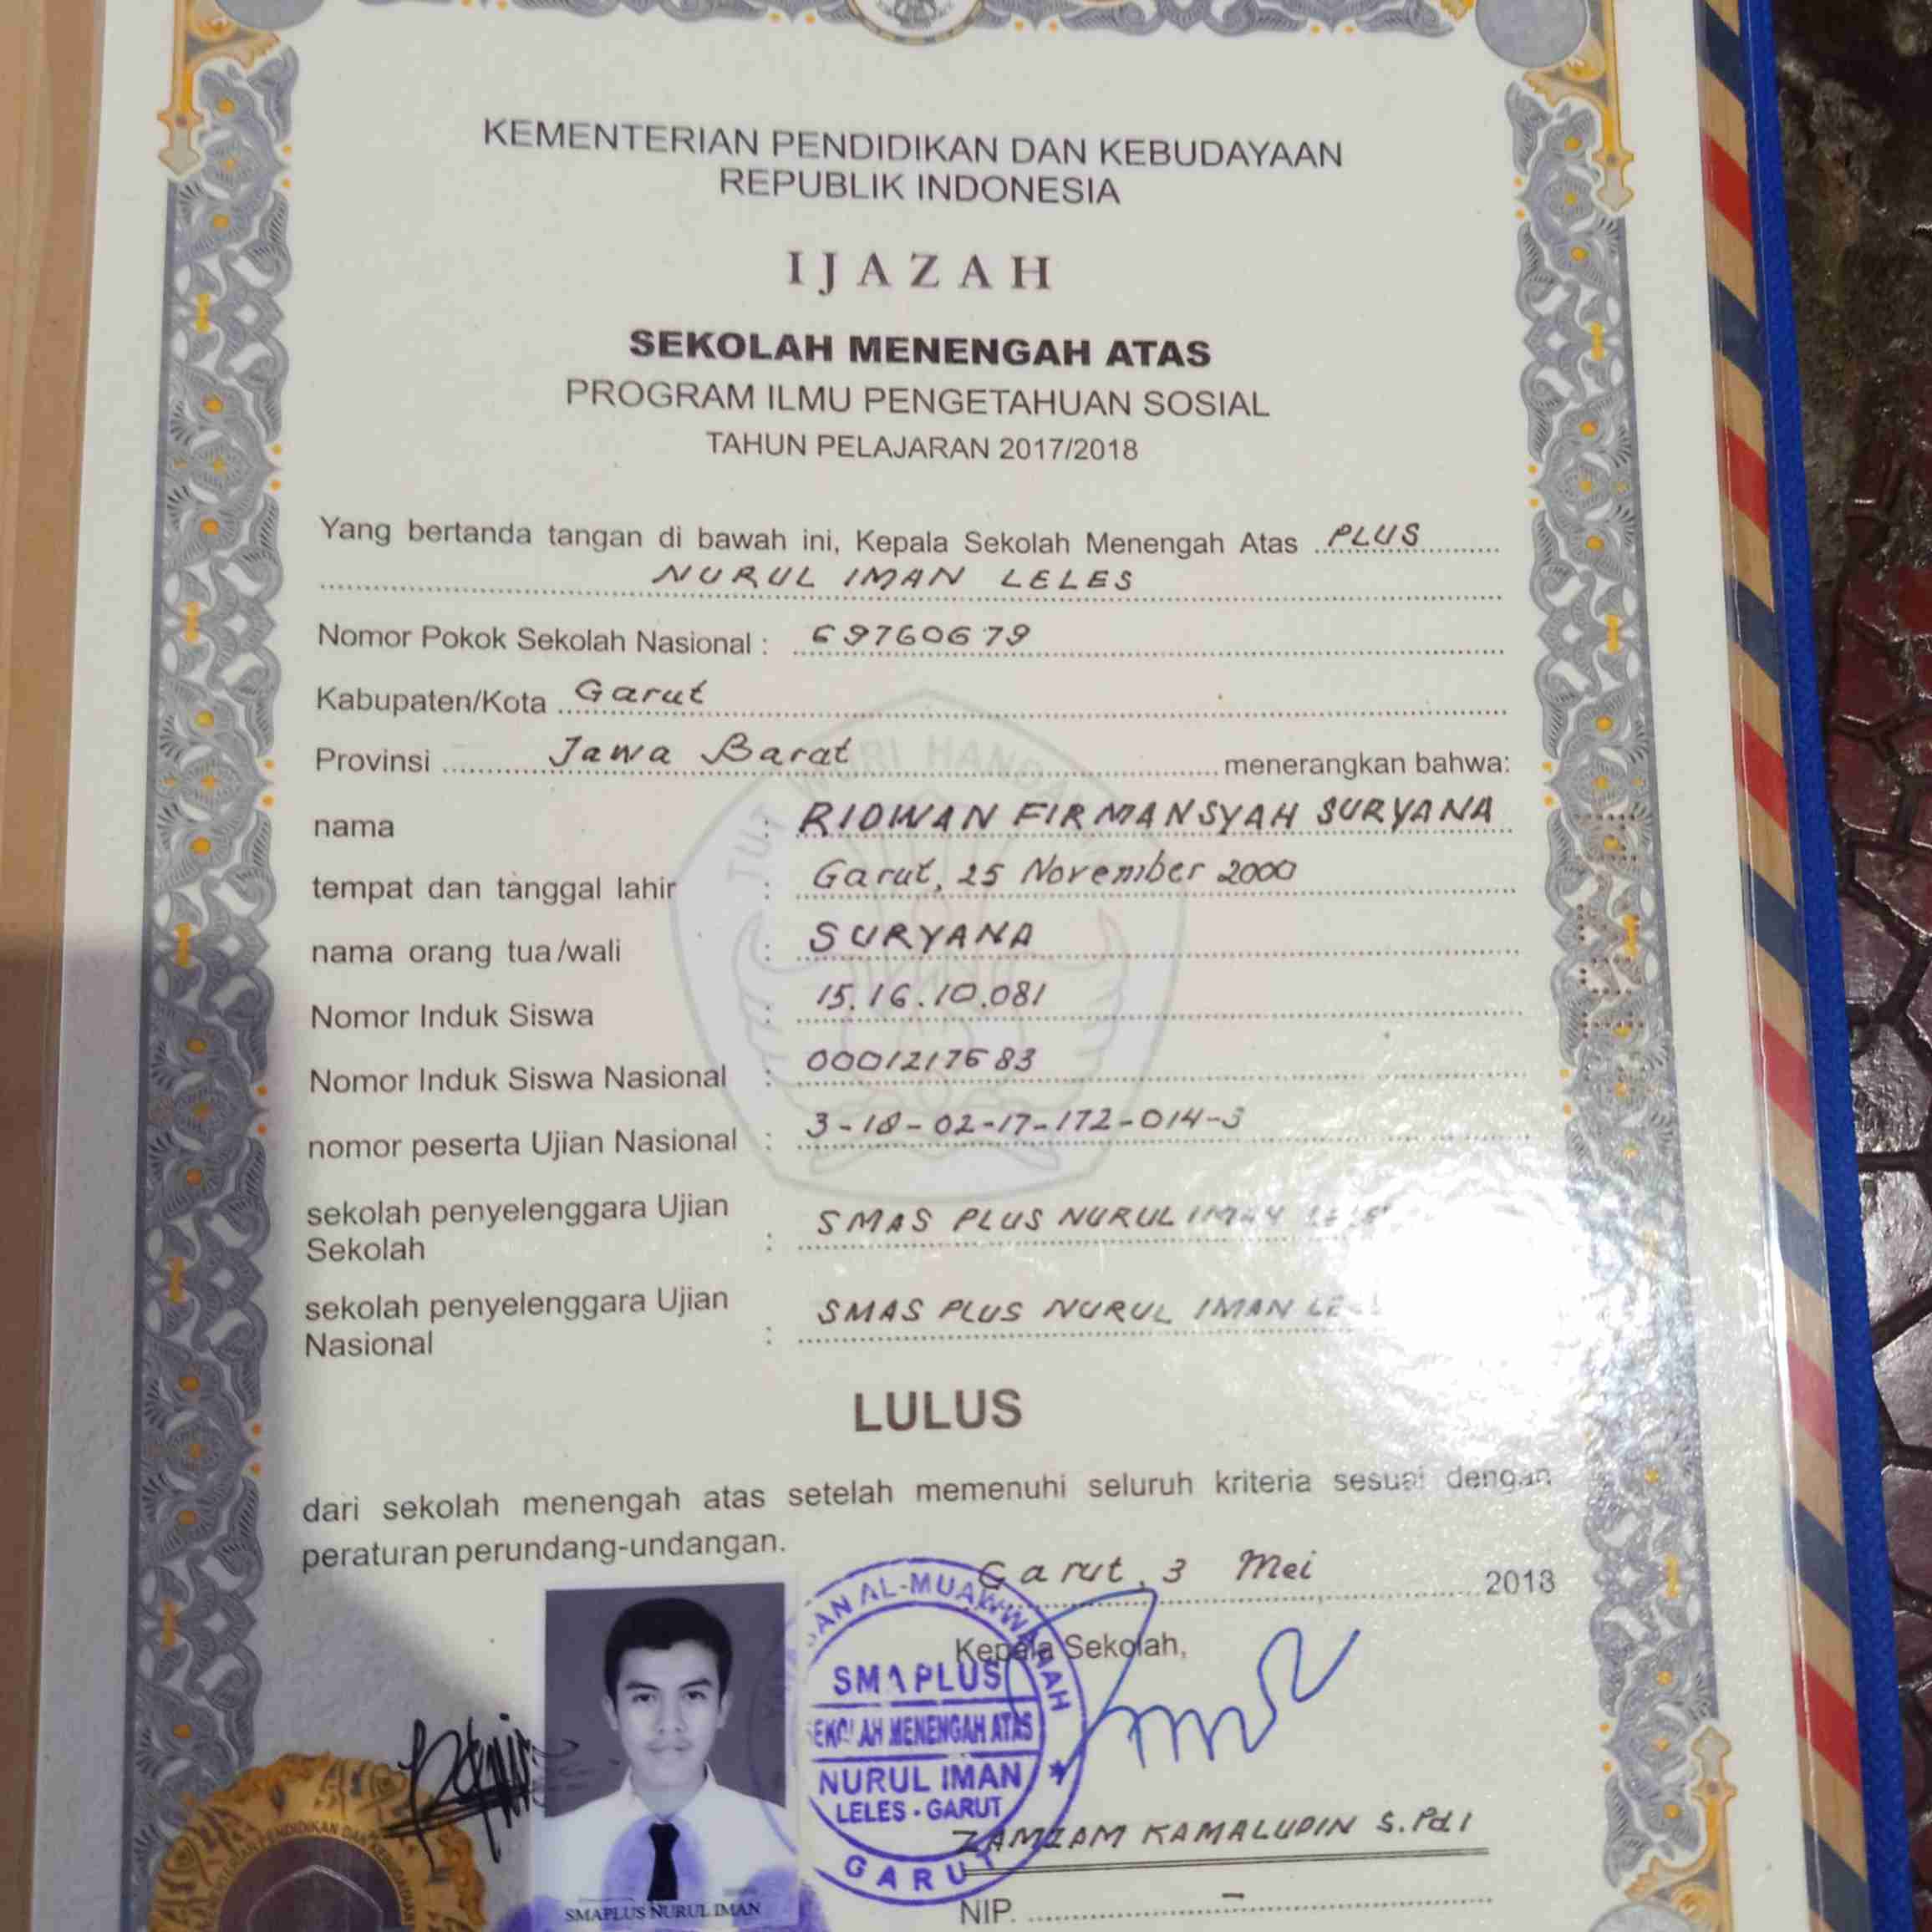 KEMENTERIAN PENDIDIKAN DAN KEBUDAYAAN
REPUBLIK INDONESIA
IJAZAH
SEKOLAH MENENGAH ATAS
PROGRAM ILMU PENGETAHUAN SOSIAL
TAHUN PELAJARAN 2017/2018
Yang bertanda tangan di bawah ini, Kepala Sekolah Menengah Atas PLUS
NURUL IMAN LELES
Nomor Pokok Sekolah Nasional : 69760679
Kabupaten/Kota Garut
Provinsi Jawa Barat menerangkan bahwa:
nama : RIDWAN FIRMANSYAH SURYANA
tempat dan tanggal lahir : Garut, 25 November 2000
nama orang tua/wali : SURYANA
Nomor Induk Siswa : 15.16.10.081
Nomor Induk Siswa Nasional : 0001217683
nomor peserta Ujian Nasional : 3-18-02-17-172-014-3
sekolah penyelenggara Ujian
Sekolah : SMAS PLUS NURUL IMAN
sekolah penyelenggara Ujian
Nasional : SMAS PLUS NURUL IMAN
LULUS
dari sekolah menengah atas setelah memenuhi seluruh kriteria sesuai dengan
peraturan perundang-undangan.
Garut, 3 Mei 2018
Kepala Sekolah,
AL-MUAWWANAH
SMA PLUS
SEKOLAH MENENGAH ATAS
NURUL IMAN
LELES - GARUT
GARUT
ZAMZAM KAMALUDIN S.PdI
NIP. -
SMAPLUS NURUL IMAN